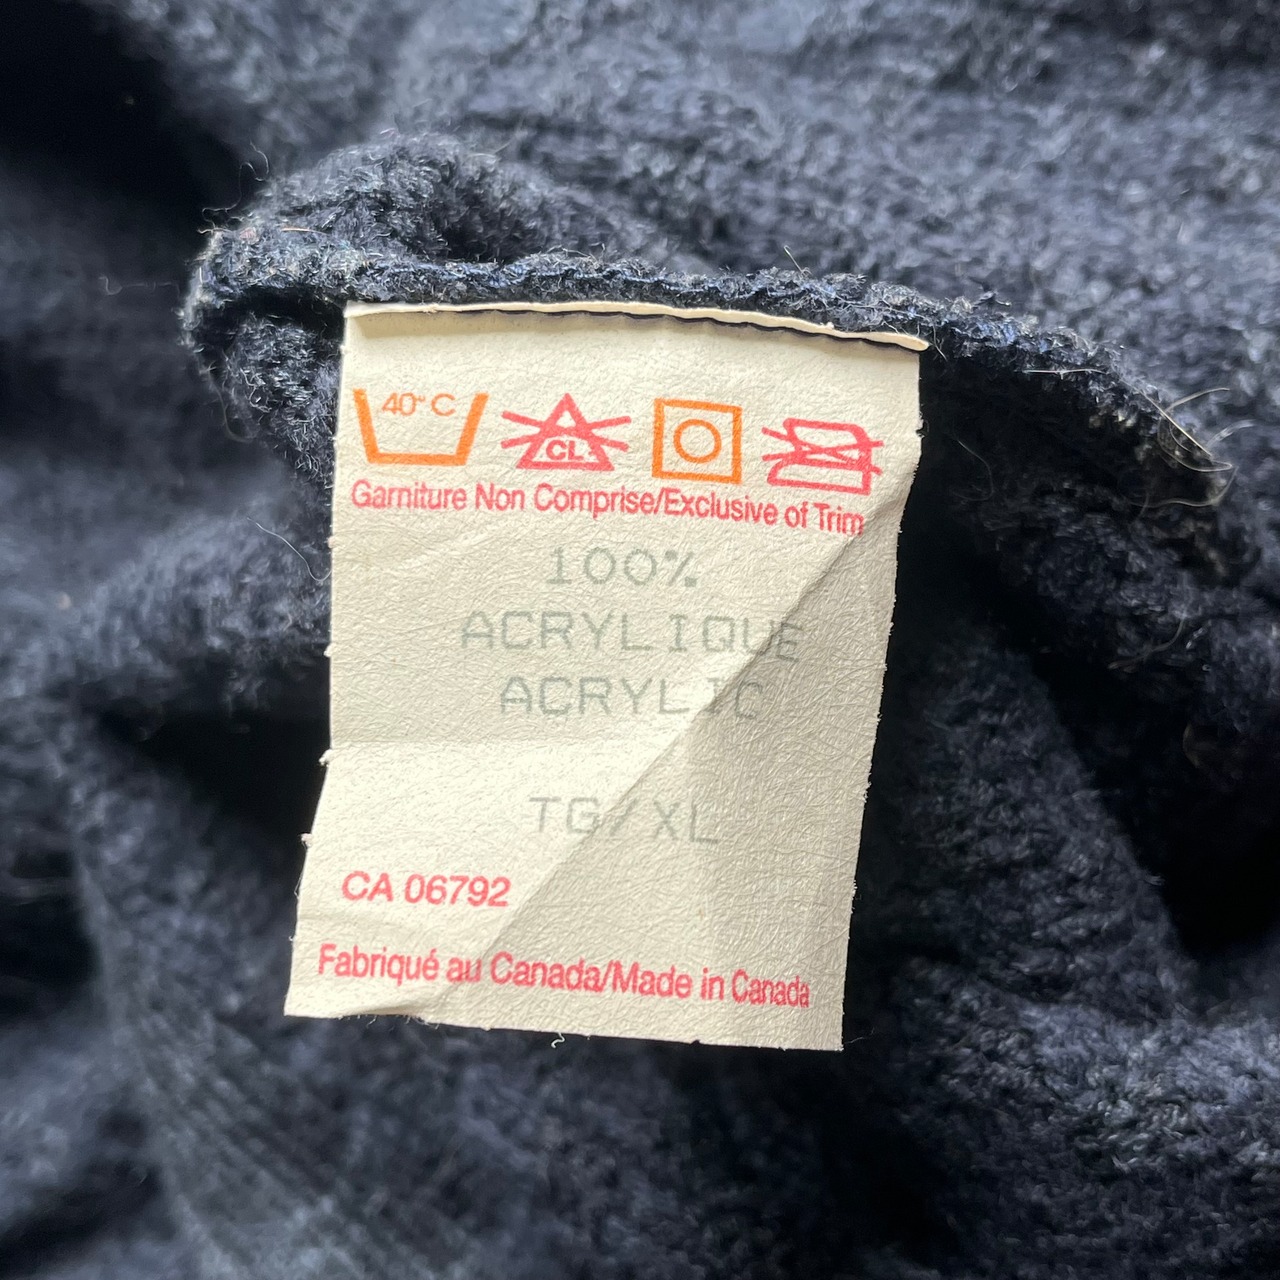 40°C
CL
Garniture Non Comprise/Exclusive of Trim
100%
ACRYLIQUE
ACRYLIC
TG/XL
CA 06792
Fabriqué au Canada/Made in Canada